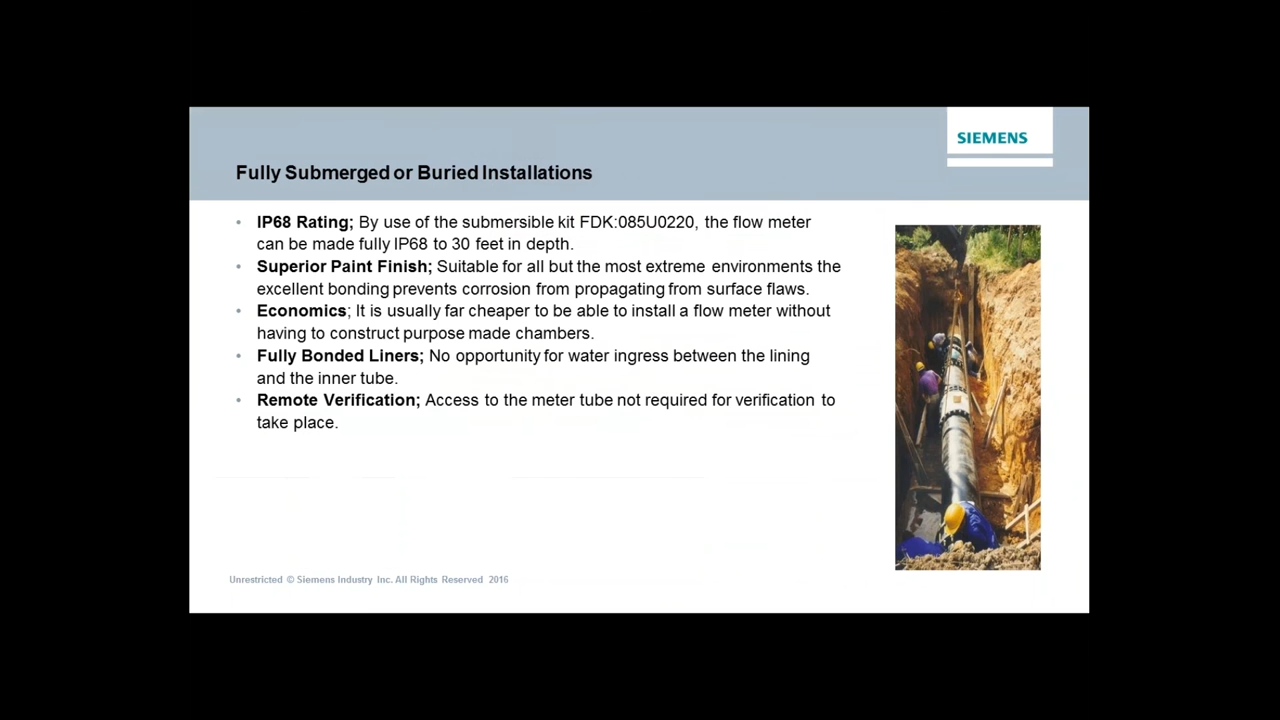 SIEMENS
Fully Submerged or Buried Installations
• IP68 Rating; By use of the submersible kit FDK:085U0220, the flow meter
can be made fully IP68 to 30 feet in depth.
• Superior Paint Finish; Suitable for all but the most extreme environments the
excellent bonding prevents corrosion from propagating from surface flaws.
• Economics; It is usually far cheaper to be able to install a flow meter without
having to construct purpose made chambers.
• Fully Bonded Liners; No opportunity for water ingress between the lining
and the inner tube.
• Remote Verification; Access to the meter tube not required for verification to
take place.
Unrestricted © Siemens Industry Inc. All Rights Reserved 2016